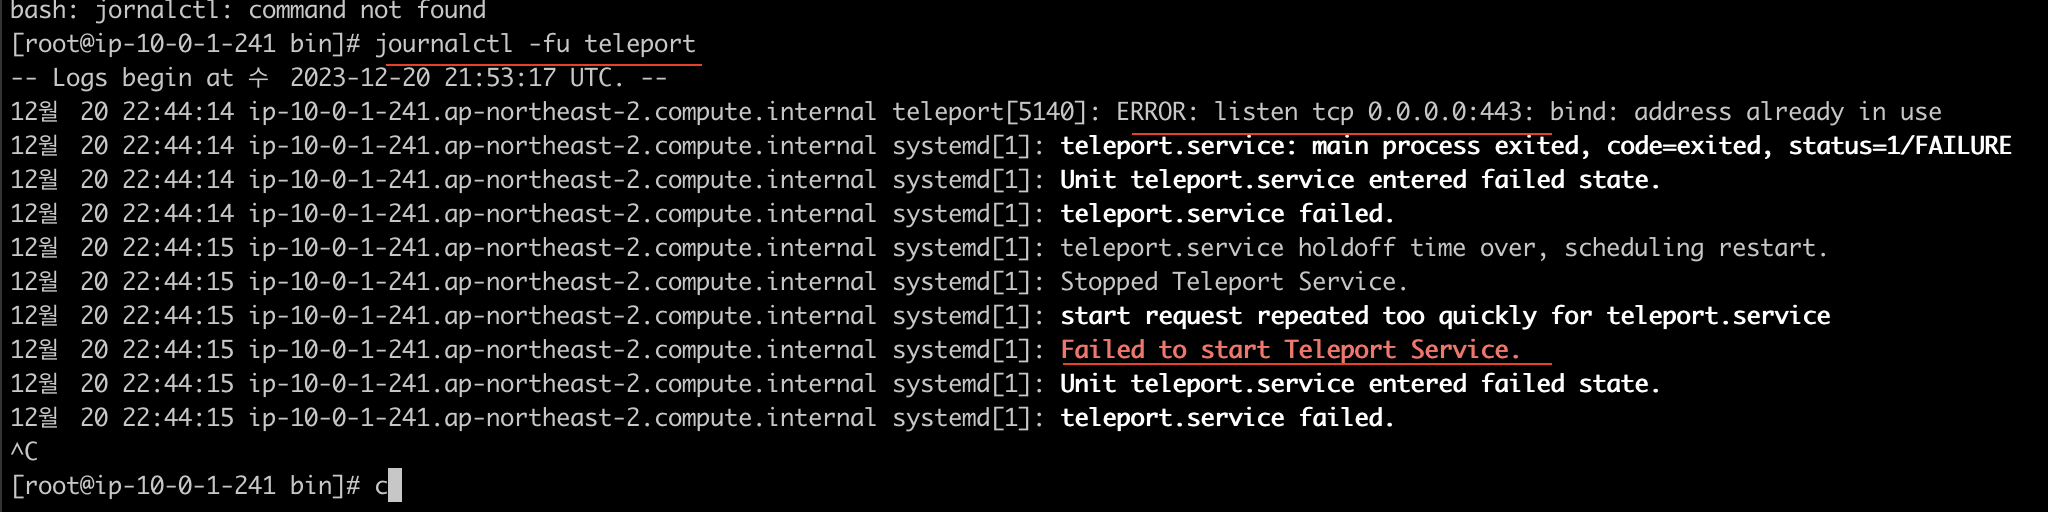 bash: jornalctl: command not found
[root@ip-10-0-1-241 bin]# journalctl -fu teleport
-- Logs begin at 수 2023-12-20 21:53:17 UTC. --
12월 20 22:44:14 ip-10-0-1-241.ap-northeast-2.compute.internal teleport[5140]: ERROR: listen tcp 0.0.0.0:443: bind: address already in use
12월 20 22:44:14 ip-10-0-1-241.ap-northeast-2.compute.internal systemd[1]: teleport.service: main process exited, code=exited, status=1/FAILURE
12월 20 22:44:14 ip-10-0-1-241.ap-northeast-2.compute.internal systemd[1]: Unit teleport.service entered failed state.
12월 20 22:44:14 ip-10-0-1-241.ap-northeast-2.compute.internal systemd[1]: teleport.service failed.
12월 20 22:44:15 ip-10-0-1-241.ap-northeast-2.compute.internal systemd[1]: teleport.service holdoff time over, scheduling restart.
12월 20 22:44:15 ip-10-0-1-241.ap-northeast-2.compute.internal systemd[1]: Stopped Teleport Service.
12월 20 22:44:15 ip-10-0-1-241.ap-northeast-2.compute.internal systemd[1]: start request repeated too quickly for teleport.service
12월 20 22:44:15 ip-10-0-1-241.ap-northeast-2.compute.internal systemd[1]: Failed to start Teleport Service.
12월 20 22:44:15 ip-10-0-1-241.ap-northeast-2.compute.internal systemd[1]: Unit teleport.service entered failed state.
12월 20 22:44:15 ip-10-0-1-241.ap-northeast-2.compute.internal systemd[1]: teleport.service failed.
^C
[root@ip-10-0-1-241 bin]# c